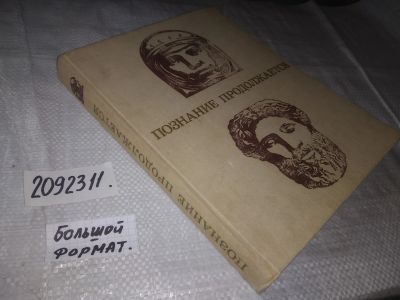 ПОЗНАНИЕ ПРОДОЛЖАЕТСЯ
ПОЗНАНИЕ ПРОДОЛЖАЕТСЯ
2092311.
БОЛЬШОЙ
ФОРМАТ.